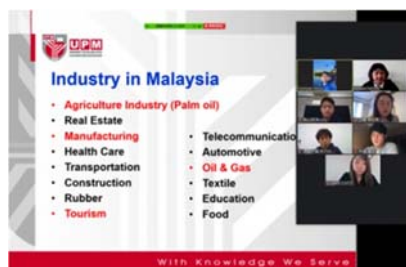 UPM
Industry in Malaysia
• Agriculture Industry (Palm oil)
• Real Estate
• Manufacturing
• Health Care
• Transportation
• Construction
• Rubber
• Tourism
• Telecommunicatio
• Automotive
• Oil & Gas
• Textile
• Education
• Food
With Knowledge We Serve